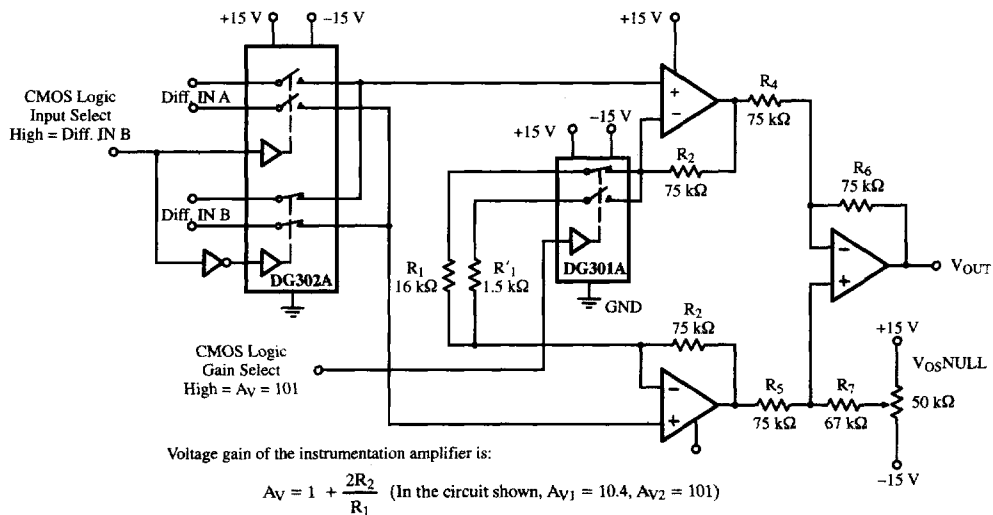 +15 V
–15 V
+15 V
CMOS Logic
Input Select
High = Diff. IN B
Diff. IN A
Diff. IN B
DG302A
+15 V
–15 V
DG301A
GND
+
−
R2
75 kΩ
R4
75 kΩ
R6
75 kΩ
−
+
VOUT
R1
16 kΩ
R'1
1.5 kΩ
R2
75 kΩ
−
+
CMOS Logic
Gain Select
High = AV = 101
R5
75 kΩ
R7
67 kΩ
+15 V
VOSNULL
50 kΩ
–15 V
Voltage gain of the instrumentation amplifier is:
AV = 1 + 2R2/R1 (In the circuit shown, AV1 = 10.4, AV2 = 101)